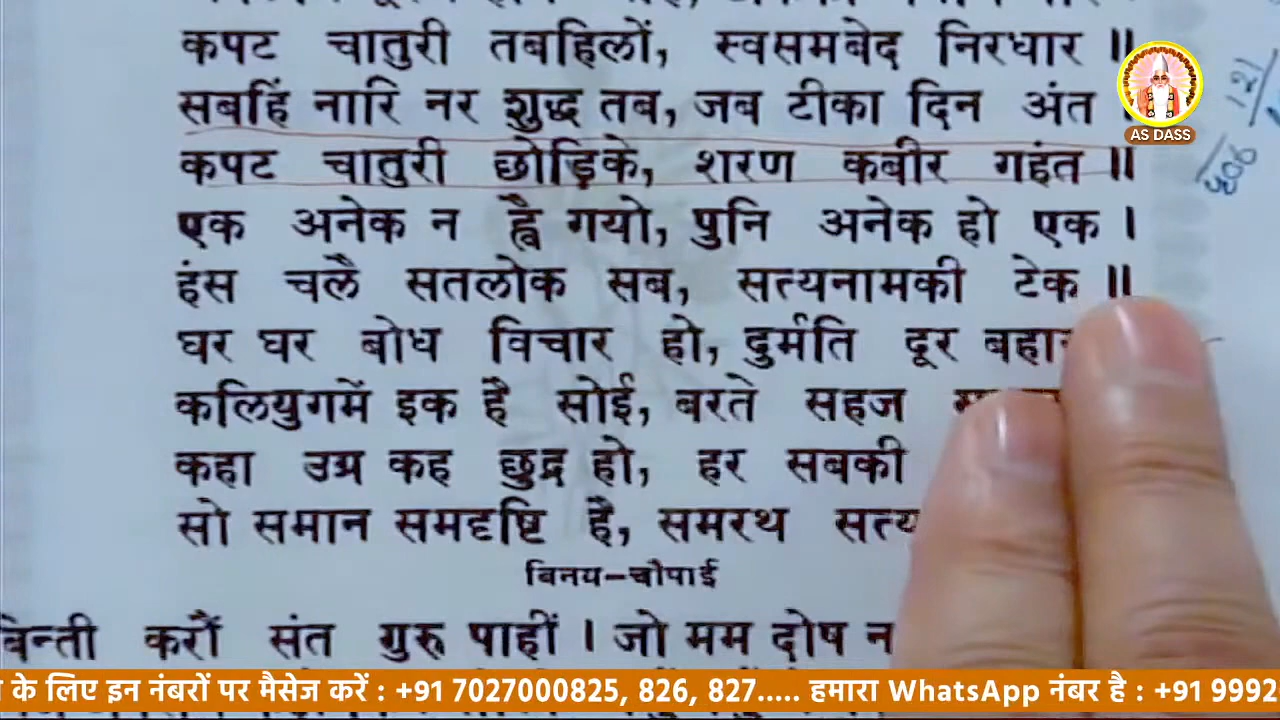 कपट चातुरी तबहिलों, स्वसमबेद निरधार ॥
सबहिं नारि नर शुद्ध तब, जब टीका दिन अंत
कपट चातुरी छोड़िके, शरण कबीर गहंत ॥
एक अनेक न ह्वै गयो, पुनि अनेक हो एक ।
हंस चलै सतलोक सब, सत्यनामकी टेक ॥
घर घर बोध विचार हो, दुर्मति दूर
कलियुगमें इक है सोई, बरते सहज
कहा उग्र कह छुद्र हो, हर सबकी
सो समान समदृष्टि है, समरथ
बिनय-चौपाई
बिन्ती करौं संत गुरु पाहीं । जो मम दोष न
AS DASS
के लिए इन नंबरों पर मैसेज करें : +91 7027000825, 826, 827..... हमारा WhatsApp नंबर है : +91 9992